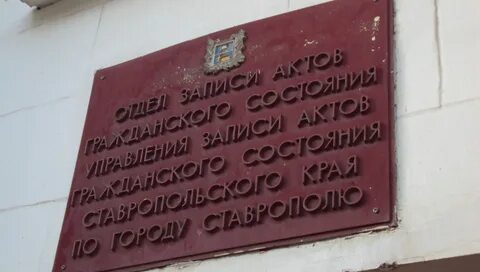 ОТДЕЛ ЗАПИСИ АКТОВ
ГРАЖДАНСКОГО СОСТОЯНИЯ
УПРАВЛЕНИЯ ЗАПИСИ АКТОВ
ГРАЖДАНСКОГО СОСТОЯНИЯ
СТАВРОПОЛЬСКОГО КРАЯ
ПО ГОРОДУ СТАВРОПОЛЮ